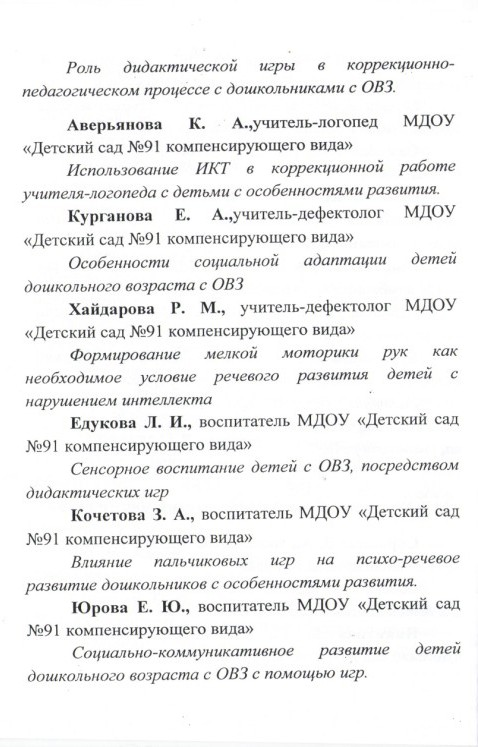 Роль дидактической игры в коррекционно-
педагогическом процессе с дошкольниками с ОВЗ.
Аверьянова К. А.,учитель-логопед МДОУ
«Детский сад №91 компенсирующего вида»
Использование ИКТ в коррекционной работе
учителя-логопеда с детьми с особенностями развития.
Курганова Е. А.,учитель-дефектолог МДОУ
«Детский сад №91 компенсирующего вида»
Особенности социальной адаптации детей
дошкольного возраста с ОВЗ
Хайдарова Р. М., учитель-дефектолог МДОУ
«Детский сад №91 компенсирующего вида»
Формирование мелкой моторики рук как
необходимое условие речевого развития детей с
нарушением интеллекта
Едукова Л. И., воспитатель МДОУ «Детский сад
№91 компенсирующего вида»
Сенсорное воспитание детей с ОВЗ, посредством
дидактических игр
Кочетова З. А., воспитатель МДОУ «Детский сад
№91 компенсирующего вида»
Влияние пальчиковых игр на психо-речевое
развитие дошкольников с особенностями развития.
Юрова Е. Ю., воспитатель МДОУ «Детский сад
№91 компенсирующего вида»
Социально-коммуникативное развитие детей
дошкольного возраста с ОВЗ с помощью игр.